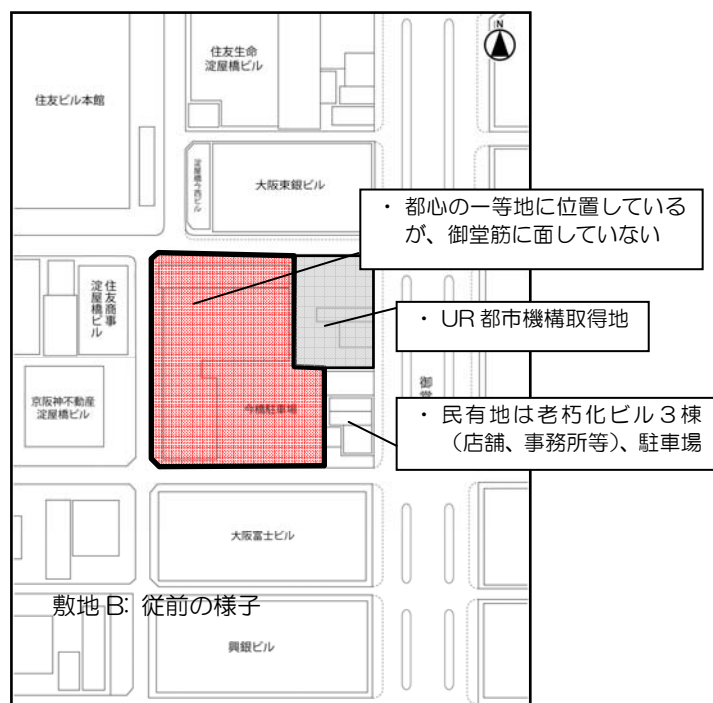 N
住友生命
淀屋橋ビル
住友ビル本館
淀屋橋今西ビル
大阪東銀ビル
・ 都心の一等地に位置している
が、御堂筋に面していない
住友商事
淀屋橋ビル
・ UR 都市機構取得地
京阪神不動産
淀屋橋ビル
今橋駐車場
御堂
・ 民有地は老朽化ビル３棟
（店舗、事務所等）、駐車場
大阪富士ビル
敷地 B: 従前の様子
興銀ビル